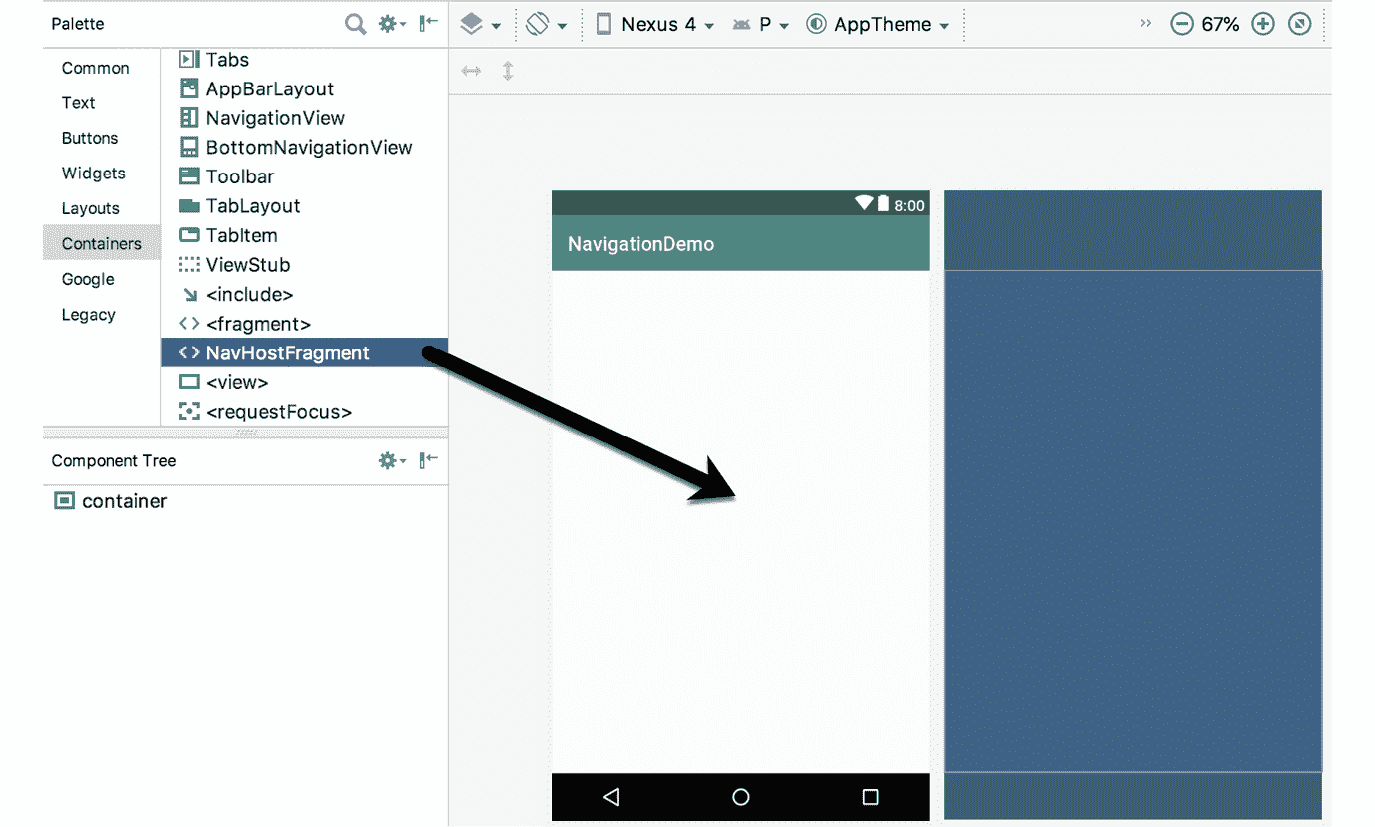 Palette
Nexus 4
P
AppTheme
»
67%
Common
Text
Buttons
Widgets
Layouts
Containers
Google
Legacy
Tabs
AppBarLayout
NavigationView
BottomNavigationView
Toolbar
TabLayout
TabItem
ViewStub
<include>
<fragment>
NavHostFragment
<view>
<requestFocus>
Component Tree
container
8:00
NavigationDemo